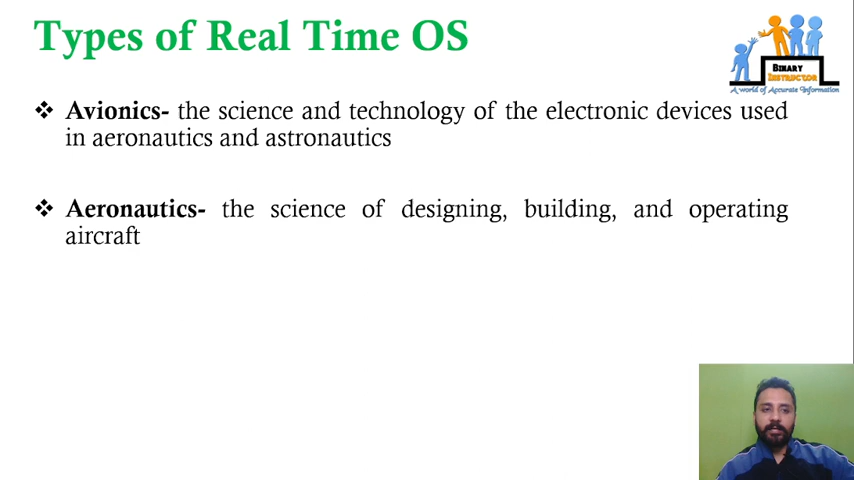 Types of Real Time OS
BINARY
INSTRUCTOR
A world of Accurate Information
❖ Avionics- the science and technology of the electronic devices used
in aeronautics and astronautics
❖ Aeronautics- the science of designing, building, and operating
aircraft